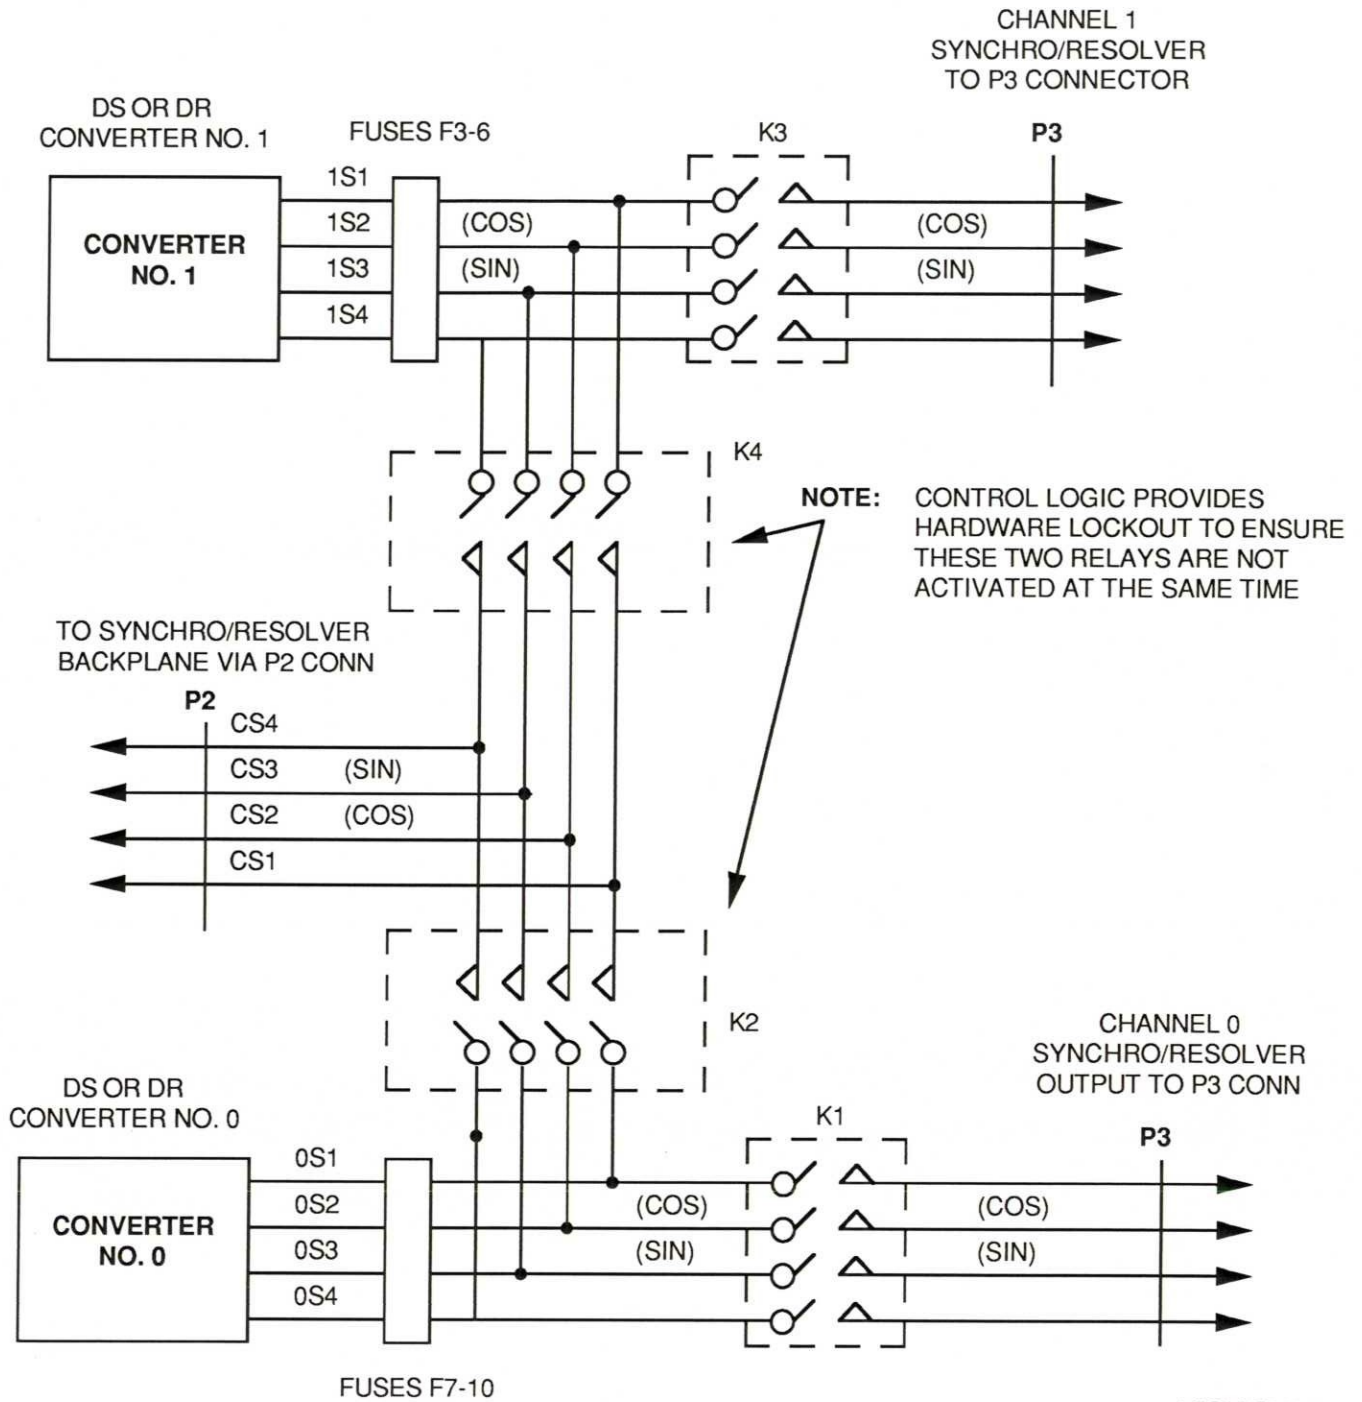 CHANNEL 1
SYNCHRO/RESOLVER
TO P3 CONNECTOR
DS OR DR
CONVERTER NO. 1
FUSES F3-6
K3
P3
1S1
1S2
(COS)
(COS)
CONVERTER
NO. 1
1S3
(SIN)
(SIN)
1S4
K4
NOTE:
CONTROL LOGIC PROVIDES
HARDWARE LOCKOUT TO ENSURE
THESE TWO RELAYS ARE NOT
ACTIVATED AT THE SAME TIME
TO SYNCHRO/RESOLVER
BACKPLANE VIA P2 CONN
P2
CS4
CS3
(SIN)
CS2
(COS)
CS1
K2
CHANNEL 0
SYNCHRO/RESOLVER
OUTPUT TO P3 CONN
DS OR DR
CONVERTER NO. 0
K1
P3
0S1
0S2
(COS)
(COS)
CONVERTER
NO. 0
0S3
(SIN)
(SIN)
0S4
FUSES F7-10